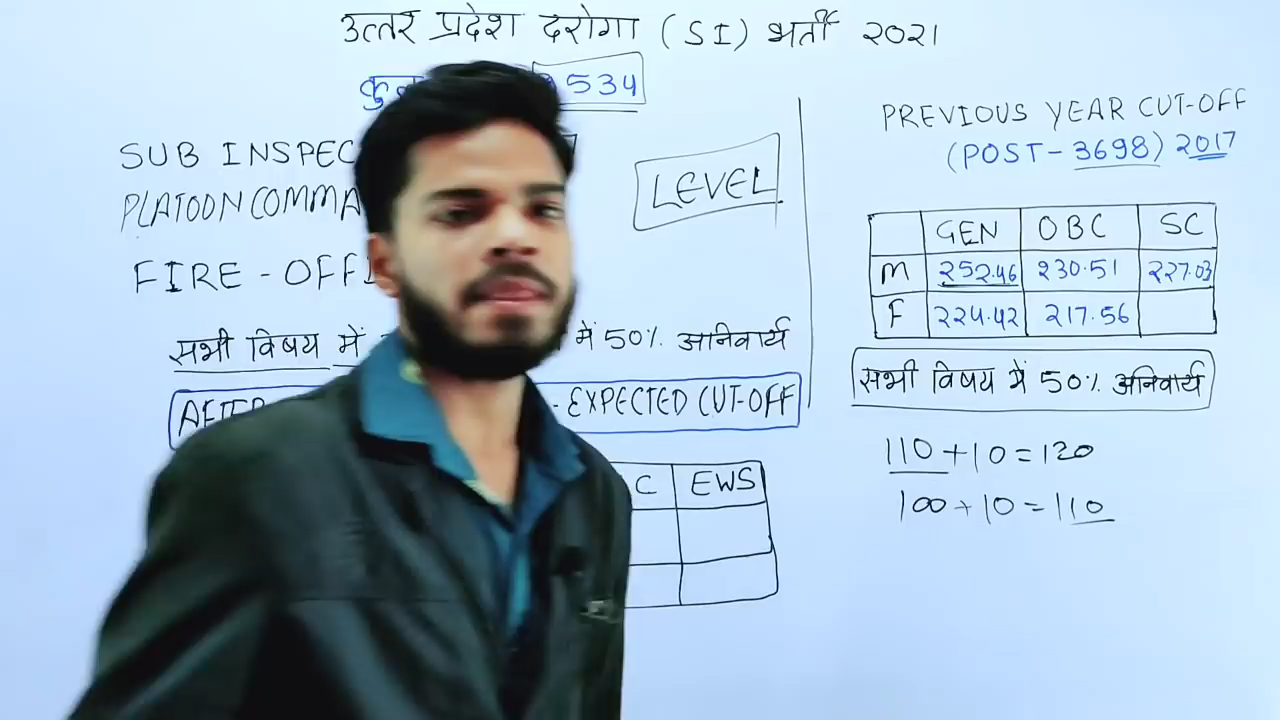 उत्तर प्रदेश दरोगा (SI) भर्ती २०२१
534
SUB INSPEC
PLATOON COMMA
FIRE - OFFI
LEVEL
सभी विषय में में 50% अनिवार्य
AFTER - EXPECTED CUT-OFF
C EWS
PREVIOUS YEAR CUT-OFF
(POST - 3698) 2017
GEN OBC SC
M 252.46 230.51 227.03
F 224.42 217.56
सभी विषय में 50% अनिवार्य
110 + 10 = 120
100 + 10 = 110